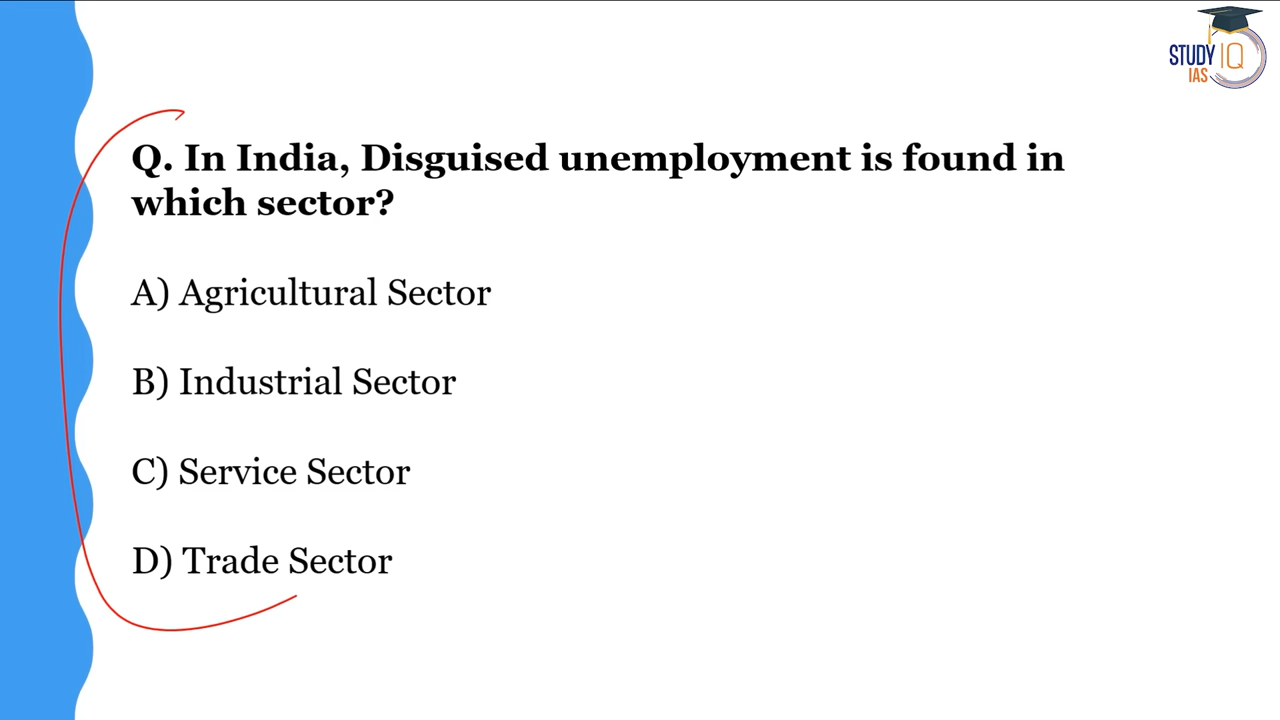 STUDY IQ
IAS
Q. In India, Disguised unemployment is found in
which sector?
A) Agricultural Sector
B) Industrial Sector
C) Service Sector
D) Trade Sector